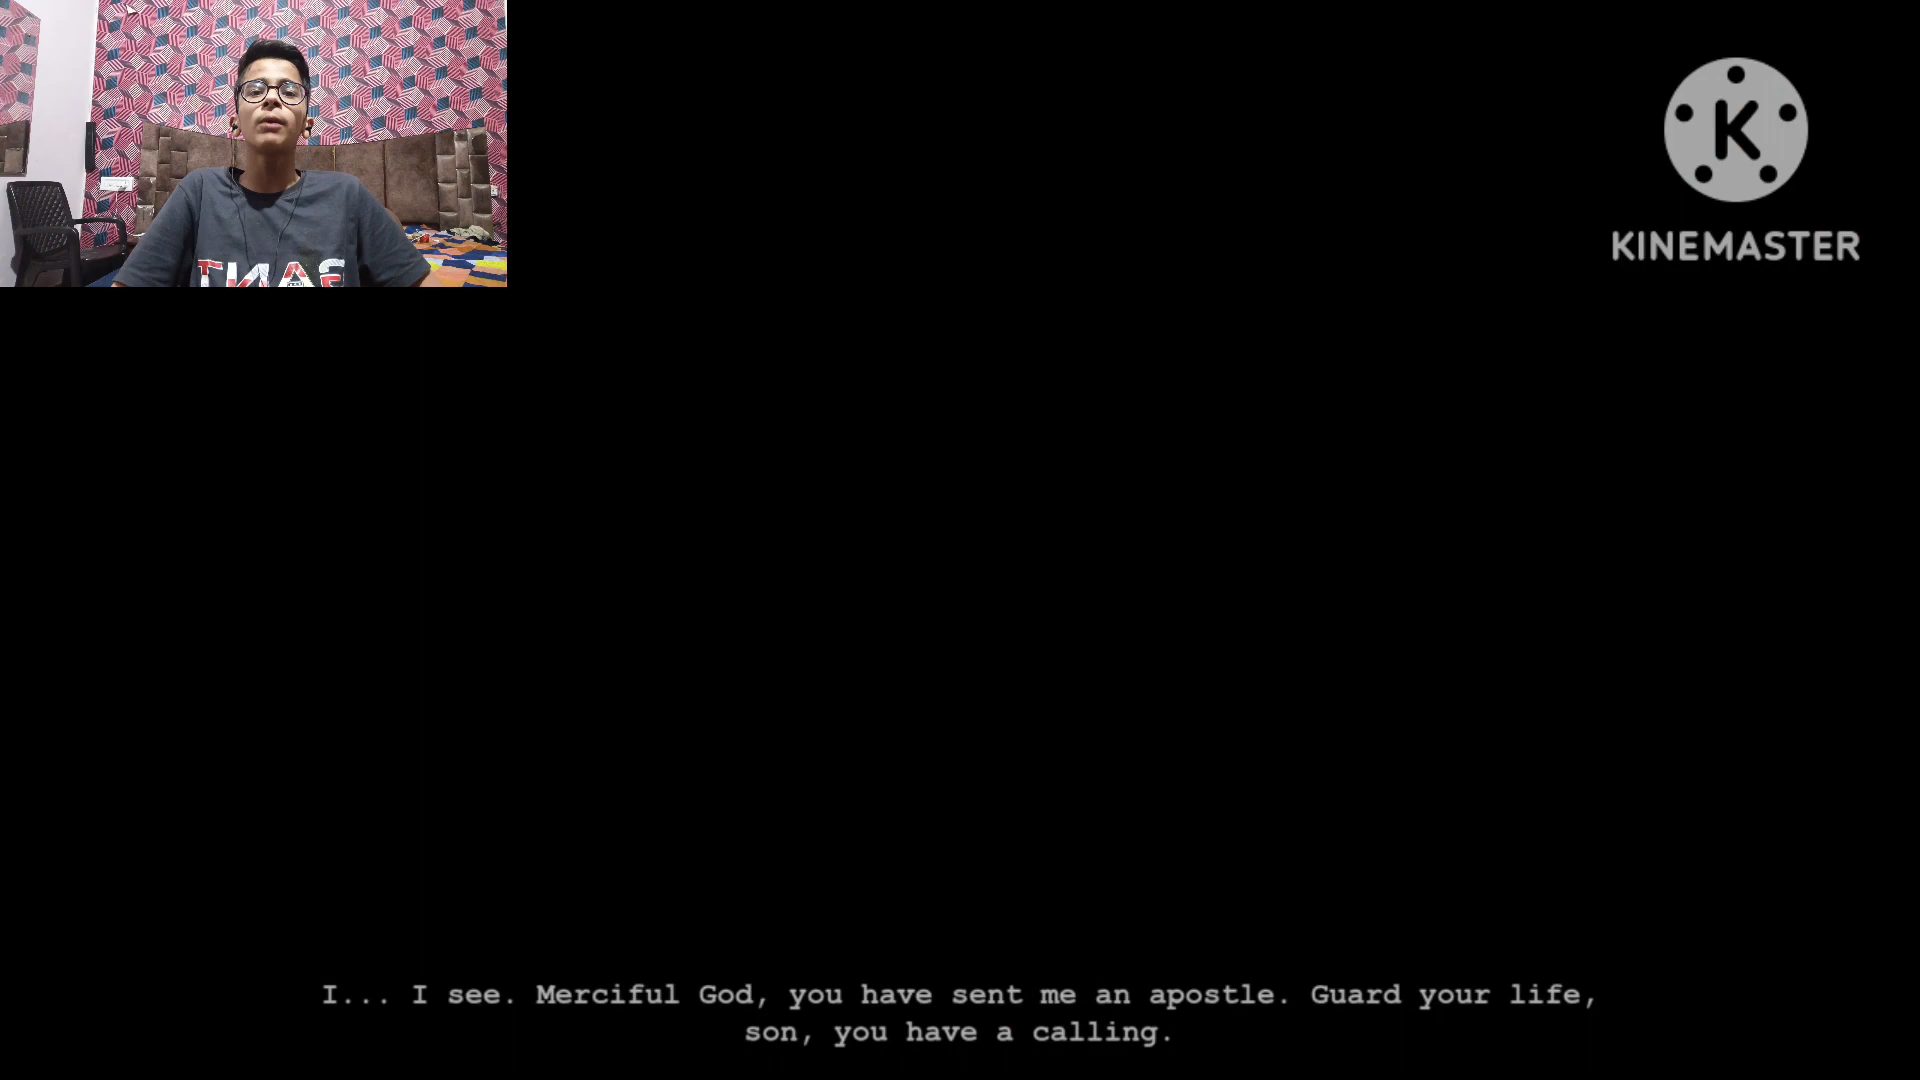 K
KINEMASTER
I... I see. Merciful God, you have sent me an apostle. Guard your life,
son, you have a calling.